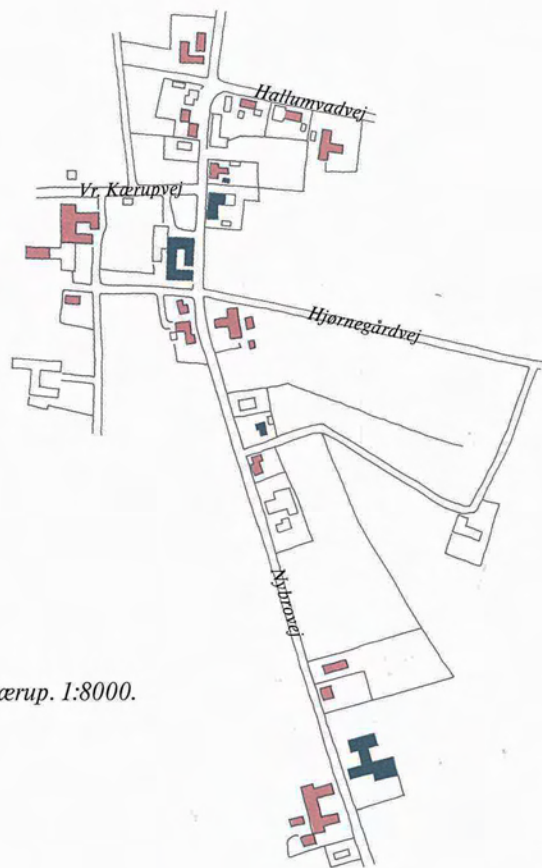 Hallumvadvej
Vr. Kærupvej
Hjørnegårdvej
Nybrovej
ærup. 1:8000.